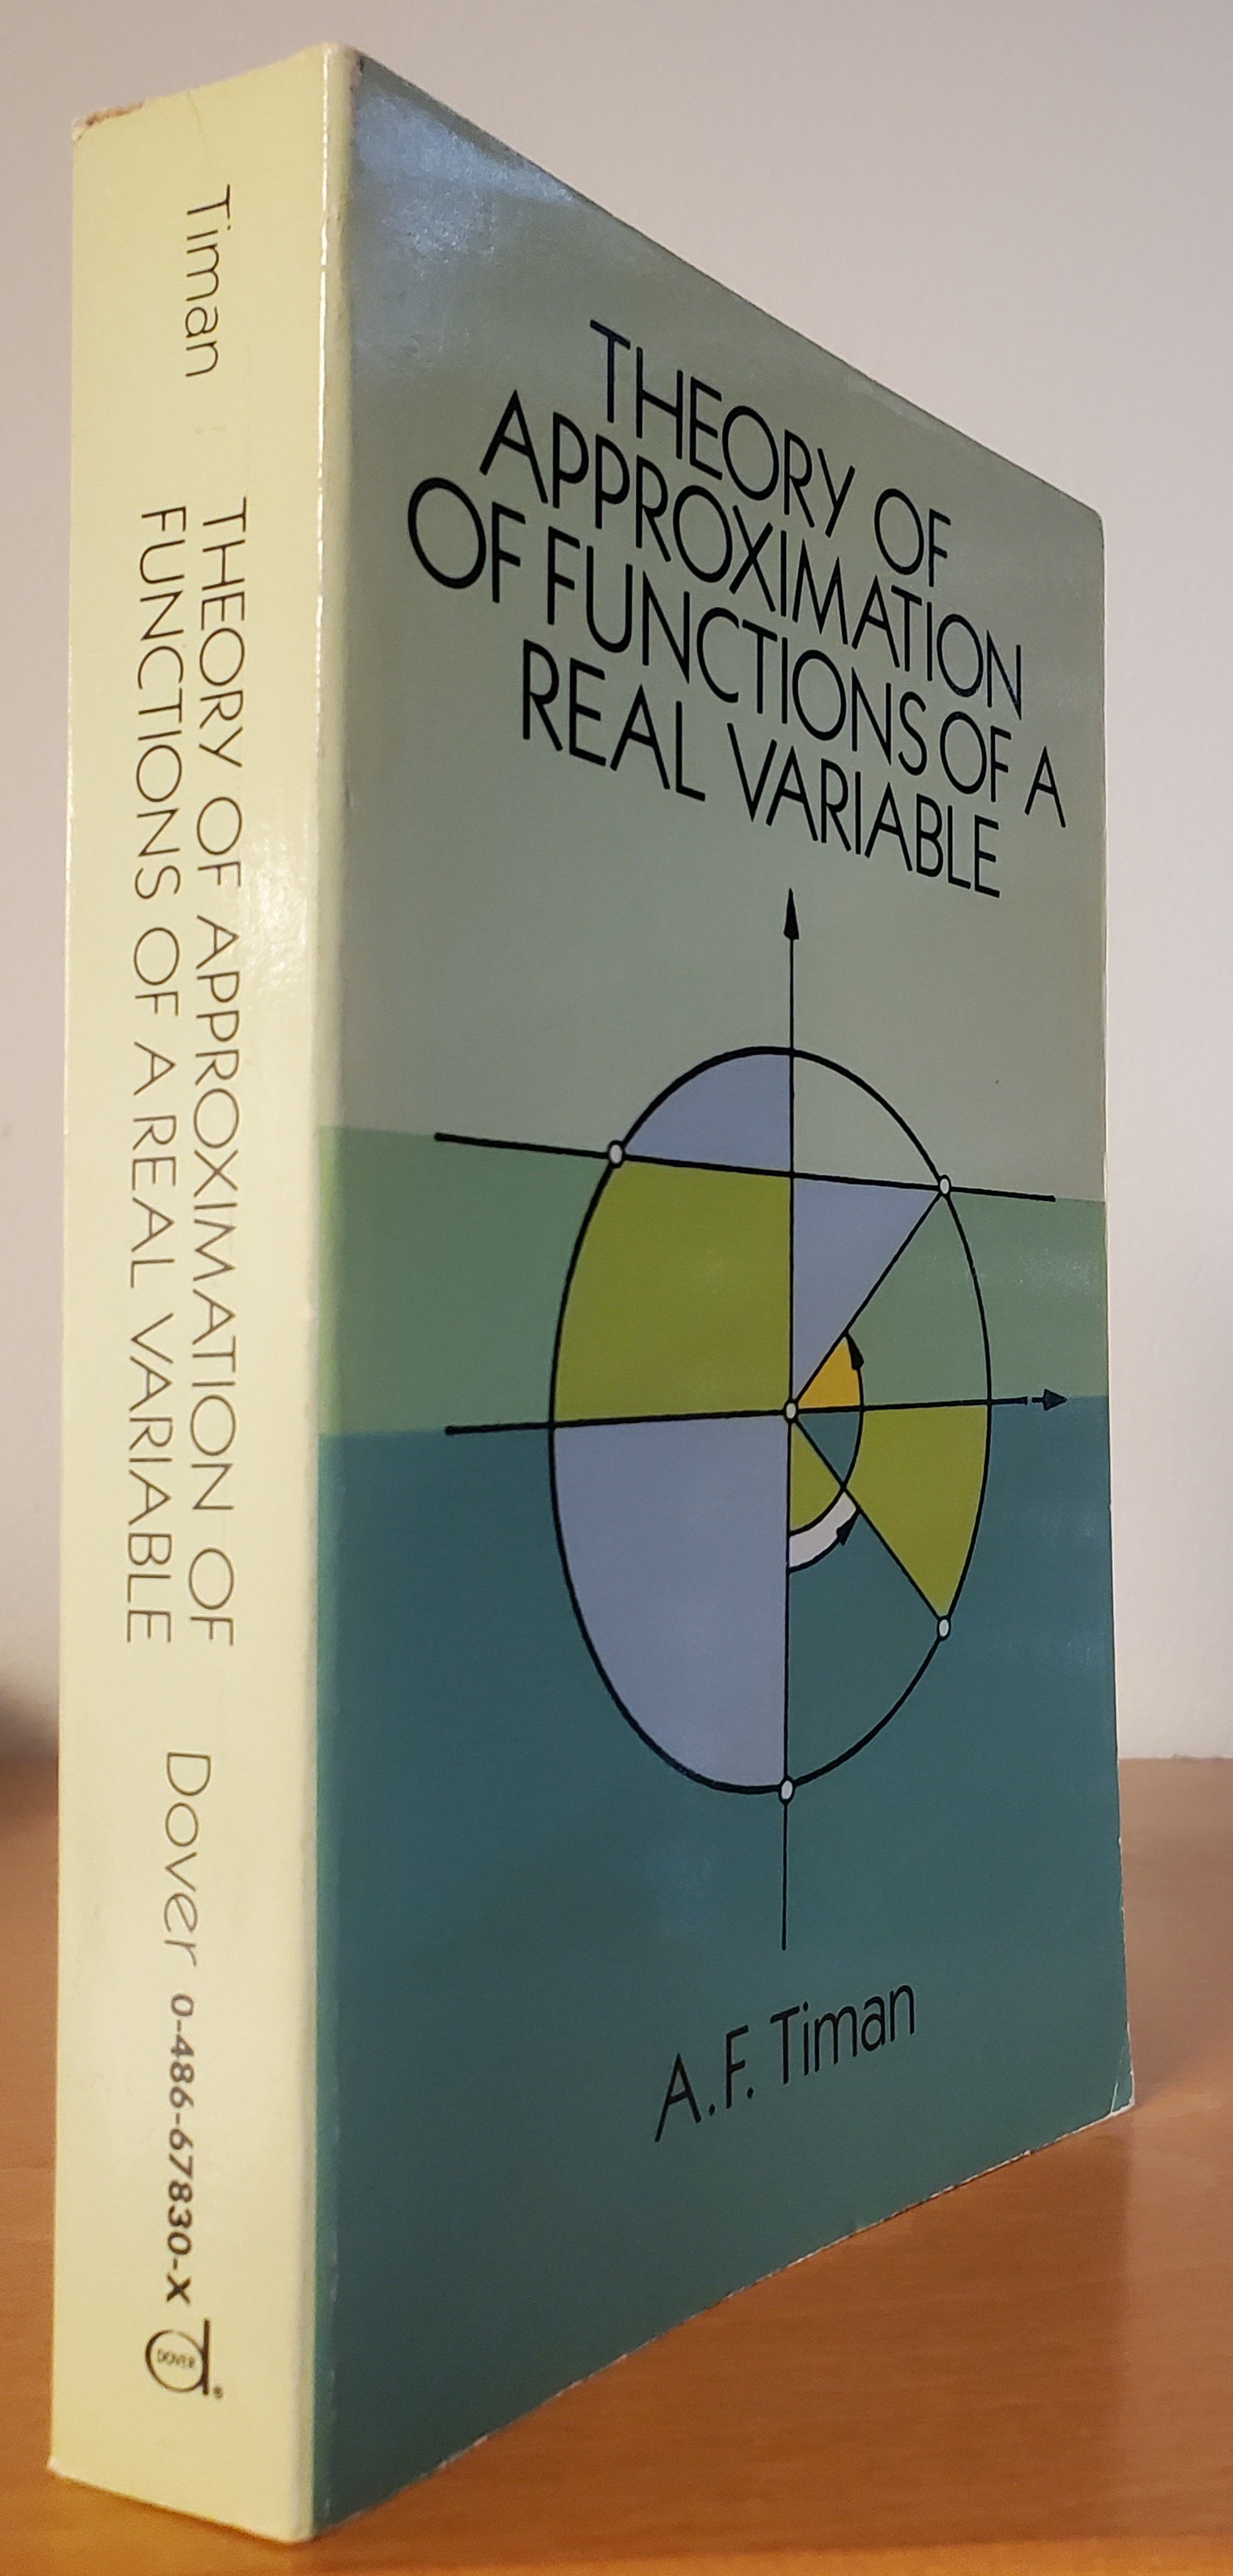 Timan
THEORY OF APPROXIMATION OF
FUNCTIONS OF A REAL VARIABLE
Dover
0-486-67830-X
DOVER
®
THEORY OF
APPROXIMATION
OF FUNCTIONS OF A
REAL VARIABLE
A. F. Timan